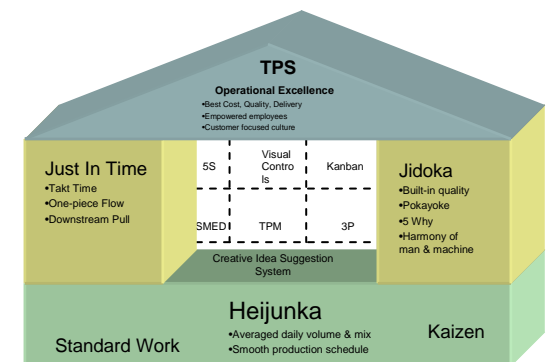 TPS
Operational Excellence
•Best Cost, Quality, Delivery
•Empowered employees
•Customer focused culture
Just In Time
•Takt Time
•One-piece Flow
•Downstream Pull
5S
Visual
Contro
ls
Kanban
SMED
TPM
3P
Creative Idea Suggestion
System
Jidoka
•Built-in quality
•Pokayoke
•5 Why
•Harmony of
man & machine
Heijunka
•Averaged daily volume & mix
•Smooth production schedule
Standard Work
Kaizen